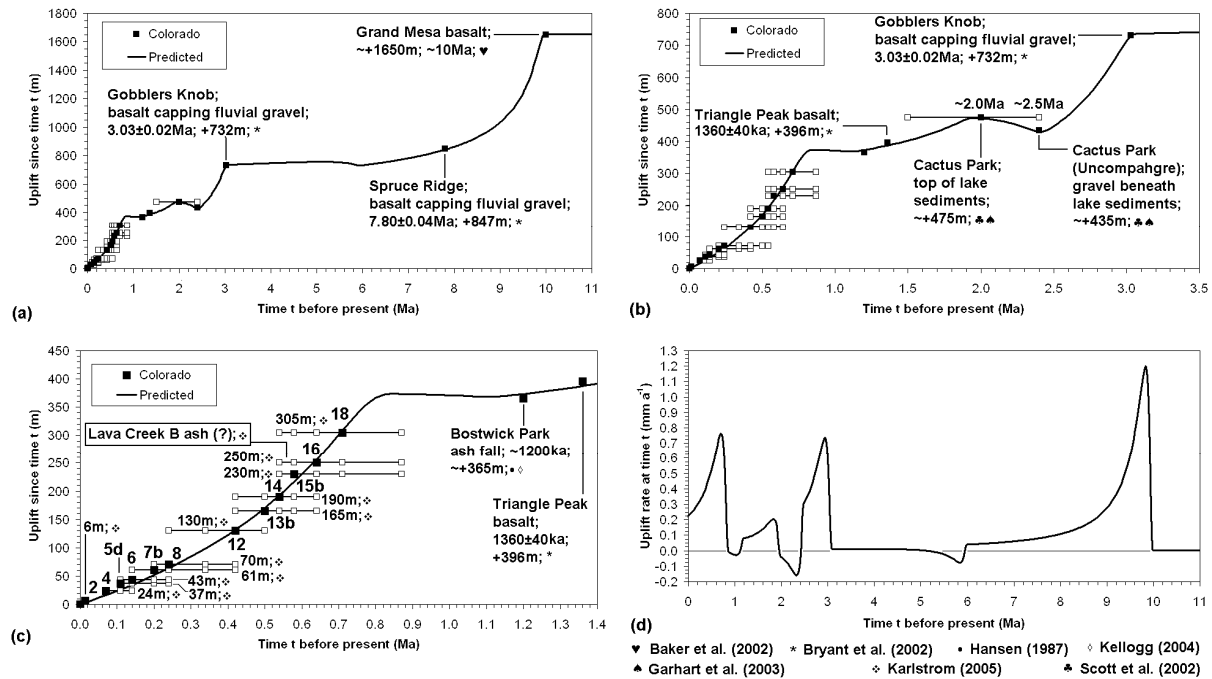 1800
1600
1400
1200
1000
800
600
400
200
0
Uplift since time t (m)
Colorado
Predicted
Grand Mesa basalt;
~+1650m; ~10Ma; ♥
Gobblers Knob;
basalt capping fluvial gravel;
3.03±0.02Ma; +732m; *
Spruce Ridge;
basalt capping fluvial gravel;
7.80±0.04Ma; +847m; *
0 1 2 3 4 5 6 7 8 9 10 11
Time t before present (Ma)
(a)
800
700
600
500
400
300
200
100
0
Uplift since time t (m)
Colorado
Predicted
Gobblers Knob;
basalt capping fluvial gravel;
3.03±0.02Ma; +732m; *
Triangle Peak basalt;
1360±40ka; +396m; *
~2.0Ma ~2.5Ma
Cactus Park;
top of lake
sediments;
~+475m; ♣♠
Cactus Park
(Uncompahgre);
gravel beneath
lake sediments;
~+435m; ♣♠
0.0 0.5 1.0 1.5 2.0 2.5 3.0 3.5
Time t before present (Ma)
(b)
450
400
350
300
250
200
150
100
50
0
Uplift since time t (m)
Colorado
Predicted
305m; ❖ 18
Lava Creek B ash (?); ❖
250m; ❖ 16
230m; ❖ 15b
14 190m; ❖
13b 165m; ❖
130m; ❖ 12
6m; ❖
2 4 5d 6 7b 8
70m; ❖
61m; ❖
43m; ❖
37m; ❖
24m; ❖
Bostwick Park
ash fall; ~1200ka;
~+365m; • ◊
Triangle Peak
basalt;
1360±40ka;
+396m; *
0.0 0.1 0.2 0.3 0.4 0.5 0.6 0.7 0.8 0.9 1.0 1.1 1.2 1.3 1.4
Time t before present (Ma)
(c)
1.3
1.2
1.1
1.0
0.9
0.8
0.7
0.6
0.5
0.4
0.3
0.2
0.1
0.0
-0.1
-0.2
Uplift rate at time t (mm a⁻¹)
0 1 2 3 4 5 6 7 8 9 10 11
Time t before present (Ma)
(d)
♥ Baker et al. (2002) * Bryant et al. (2002) • Hansen (1987) ◊ Kellogg (2004)
♠ Garhart et al. (2003) ❖ Karlstrom (2005) ♣ Scott et al. (2002)